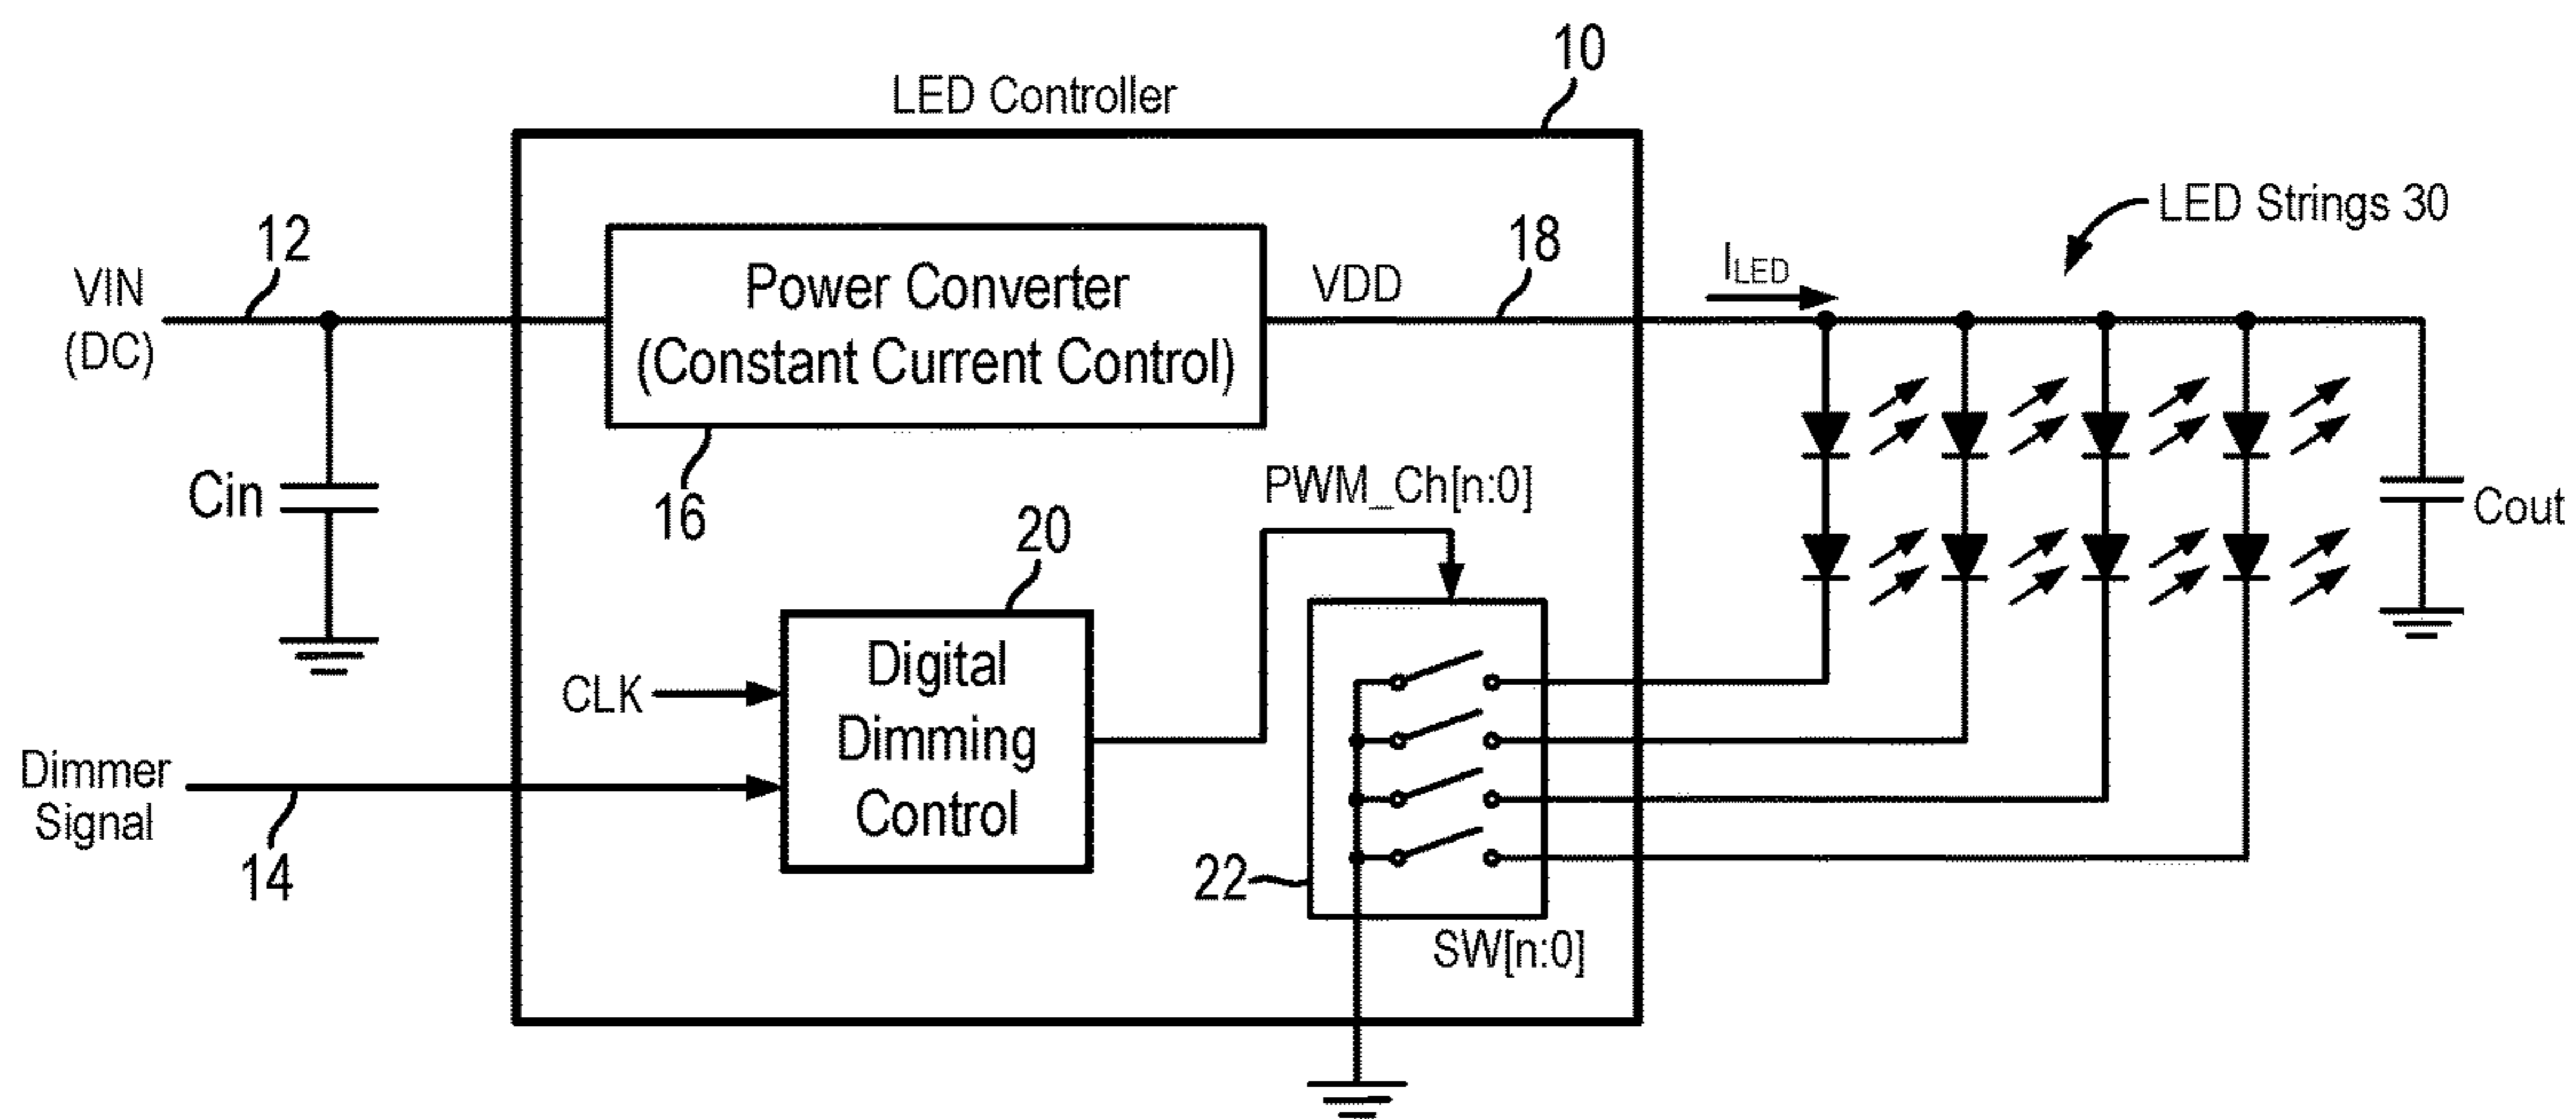 10
LED Controller
LED Strings 30
12
18
I_LED
VIN
(DC)
VDD
Power Converter
(Constant Current Control)
Cin
16
PWM_Ch[n:0]
Cout
20
CLK
Digital
Dimming
Control
Dimmer
Signal
14
22
SW[n:0]